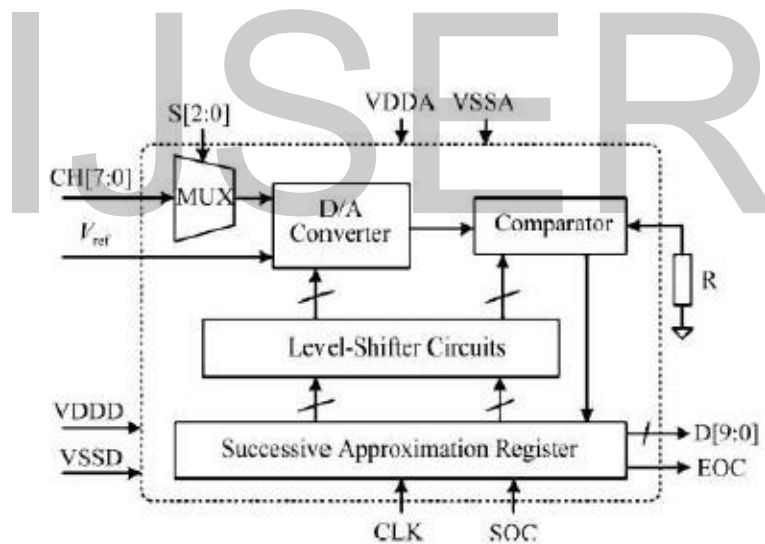 IJSER
VDDA VSSA
S[2:0]
CH[7:0]
MUX
D/A
Converter
Comparator
Vref
R
Level-Shifter Circuits
VDDD
VSSD
Successive Approximation Register
D[9:0]
EOC
CLK SOC